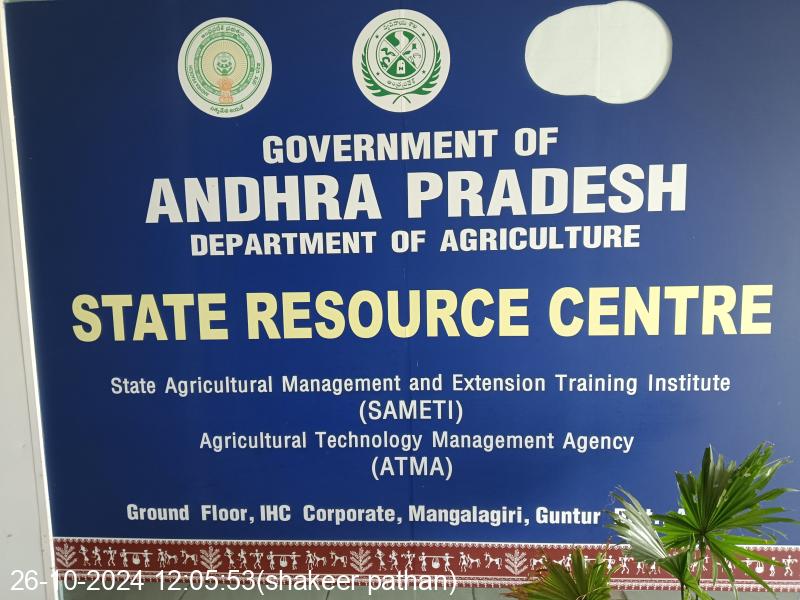 GOVERNMENT OF
ANDHRA PRADESH
DEPARTMENT OF AGRICULTURE
STATE RESOURCE CENTRE
State Agricultural Management and Extension Training Institute
(SAMETI)
Agricultural Technology Management Agency
(ATMA)
Ground Floor, IHC Corporate, Mangalagiri, Guntur
26-10-2024 12:05:53(shakeer pathan)